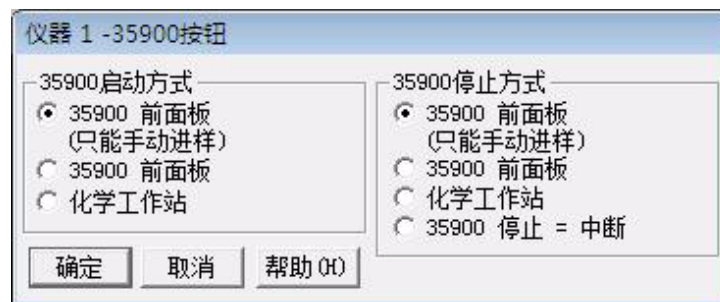 仪器 1 -35900按钮
35900启动方式
35900 前面板
(只能手动进样)
35900 前面板
化学工作站
35900停止方式
35900 前面板
(只能手动进样)
35900 前面板
化学工作站
35900 停止 = 中断
确定 取消 帮助(H)